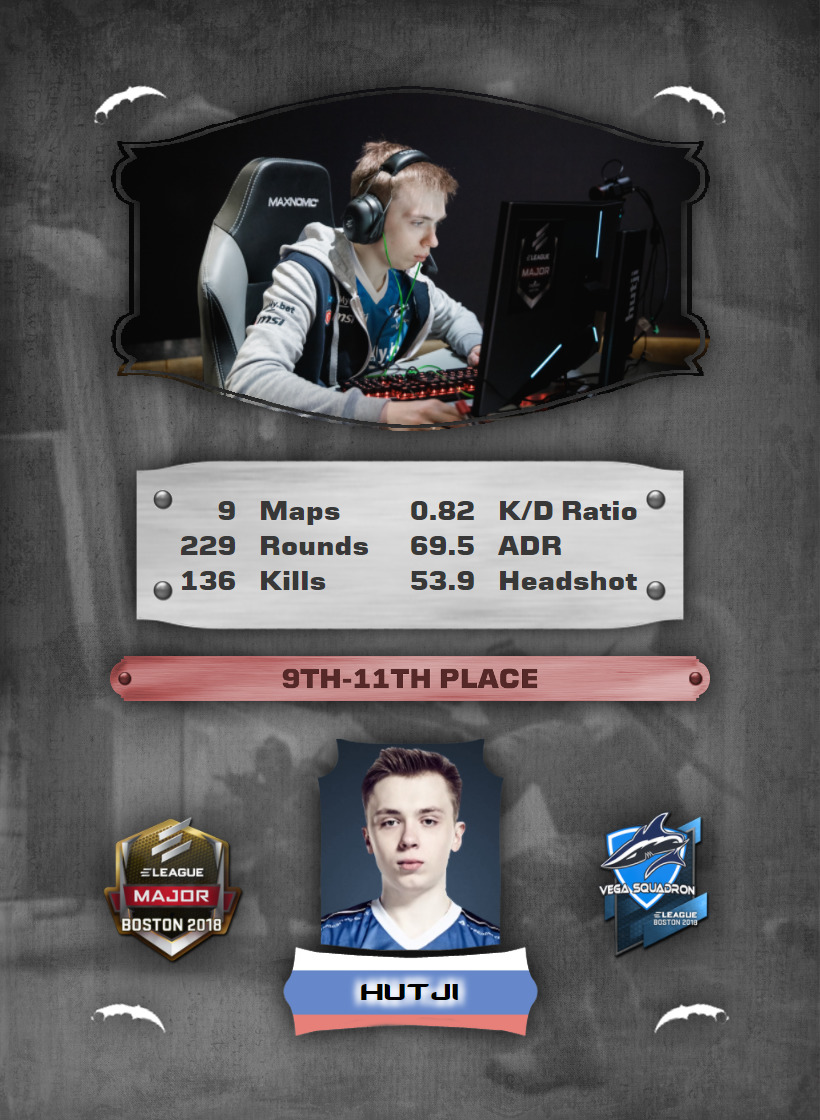 MAXNOMIC
ELEAGUE
MAJOR
hutji
msi
9 Maps 0.82 K/D Ratio
229 Rounds 69.5 ADR
136 Kills 53.9 Headshot
9TH-11TH PLACE
ELEAGUE
MAJOR
BOSTON 2018
VEGA SQUADRON
ELEAGUE
BOSTON 2018
HUTJI